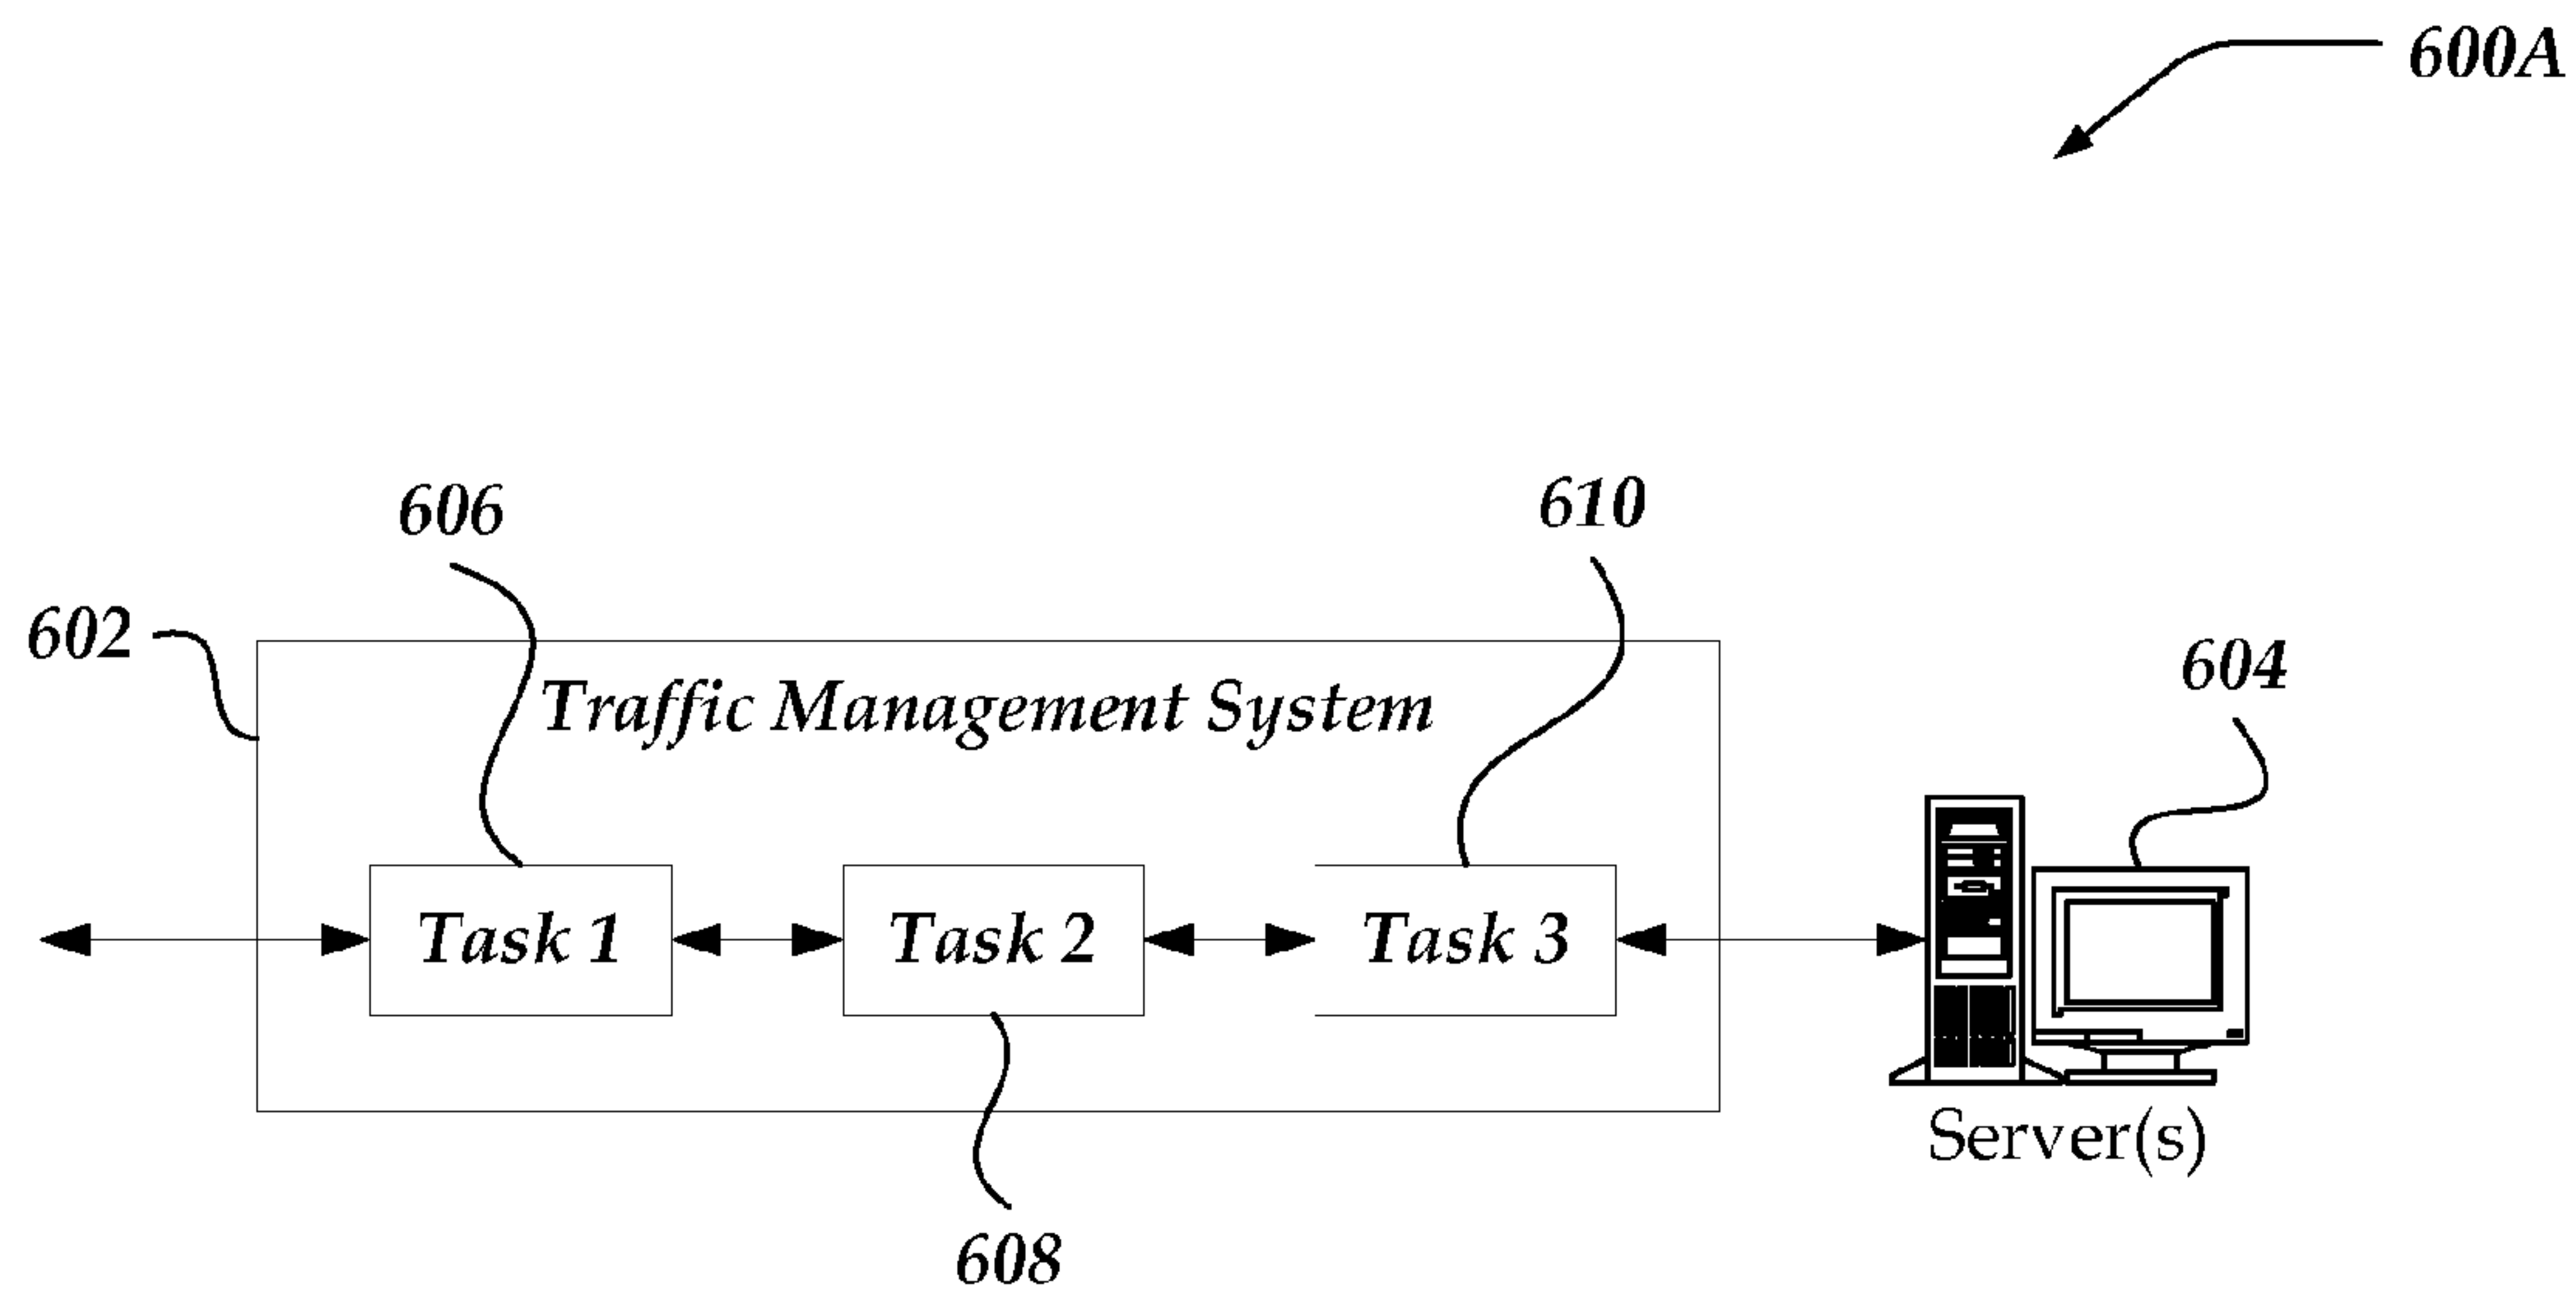 600A
606
610
602
604
Traffic Management System
Task 1
Task 2
Task 3
Server(s)
608